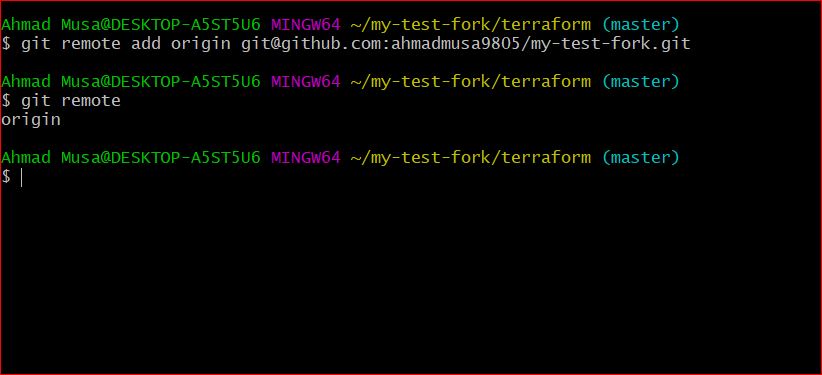 Ahmad Musa@DESKTOP-A5ST5U6 MINGW64 ~/my-test-fork/terraform (master)
$ git remote add origin git@github.com:ahmadmusa9805/my-test-fork.git
Ahmad Musa@DESKTOP-A5ST5U6 MINGW64 ~/my-test-fork/terraform (master)
$ git remote
origin
Ahmad Musa@DESKTOP-A5ST5U6 MINGW64 ~/my-test-fork/terraform (master)
$